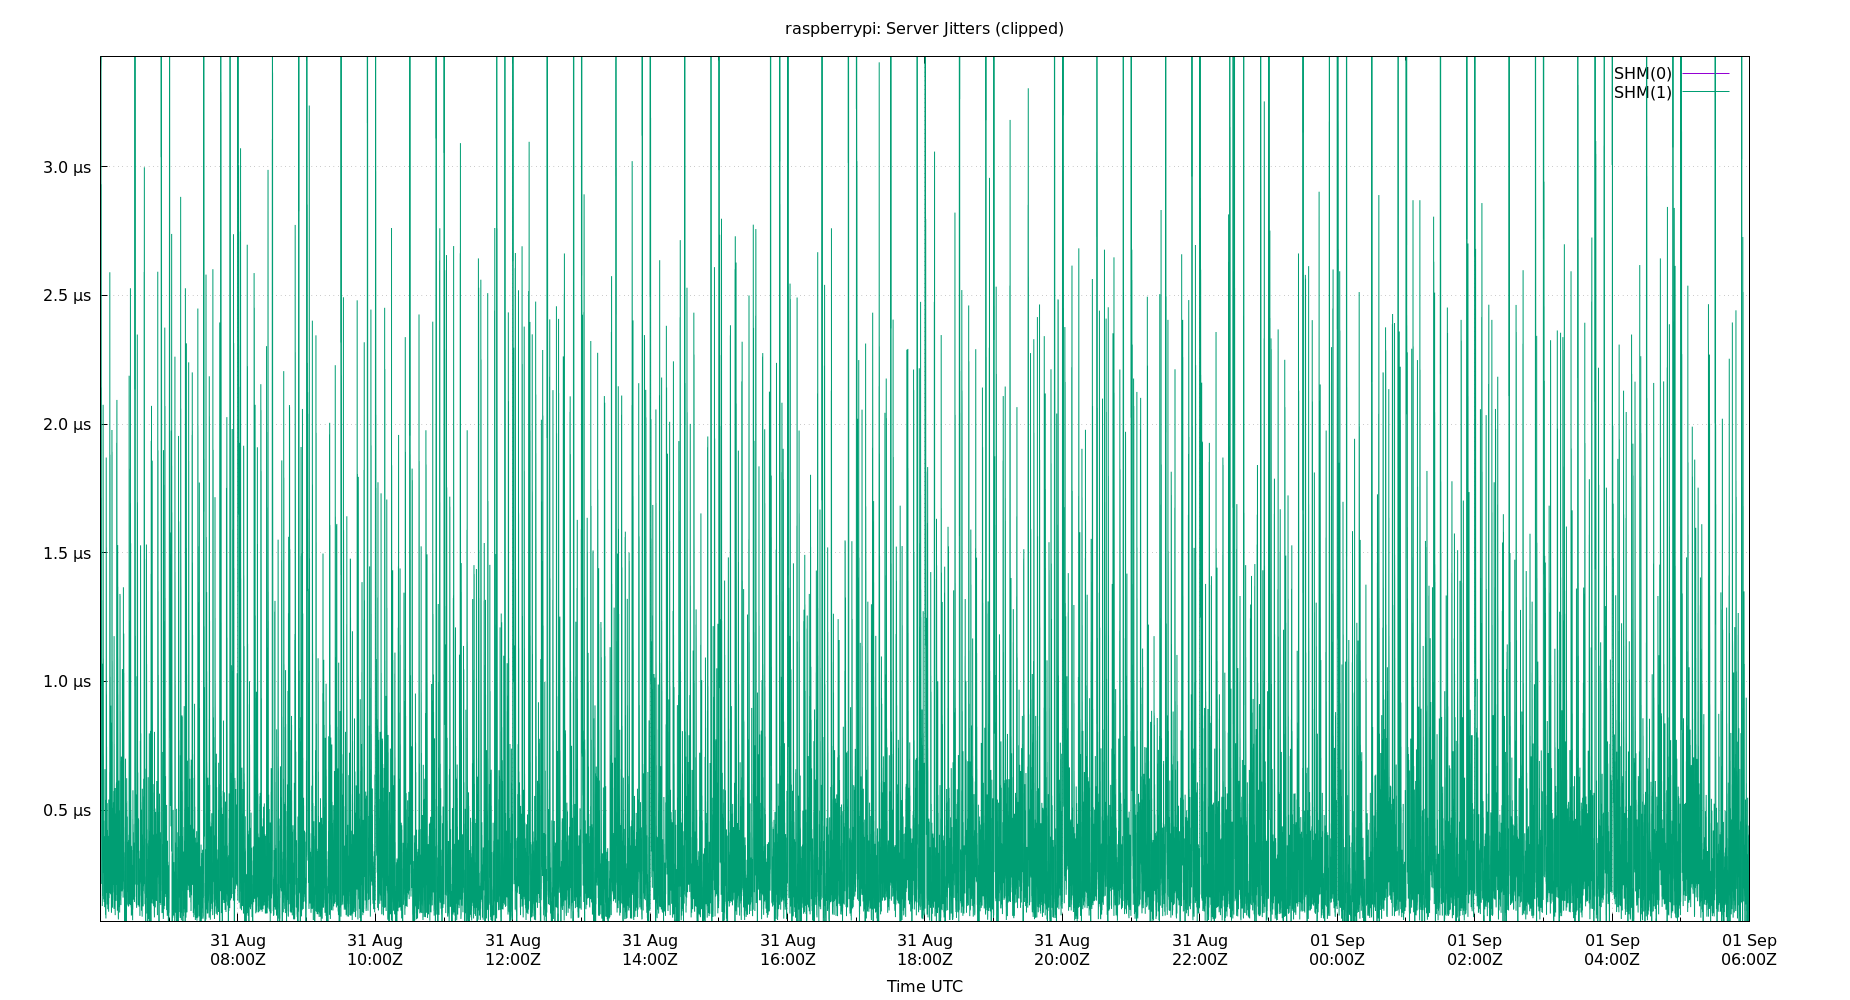 raspberrypi: Server Jitters (clipped)
SHM(0)
SHM(1)
3.0 µs
2.5 µs
2.0 µs
1.5 µs
1.0 µs
0.5 µs
31 Aug 31 Aug 31 Aug 31 Aug 31 Aug 31 Aug 31 Aug 31 Aug 01 Sep 01 Sep 01 Sep 01 Sep
08:00Z 10:00Z 12:00Z 14:00Z 16:00Z 18:00Z 20:00Z 22:00Z 00:00Z 02:00Z 04:00Z 06:00Z
Time UTC